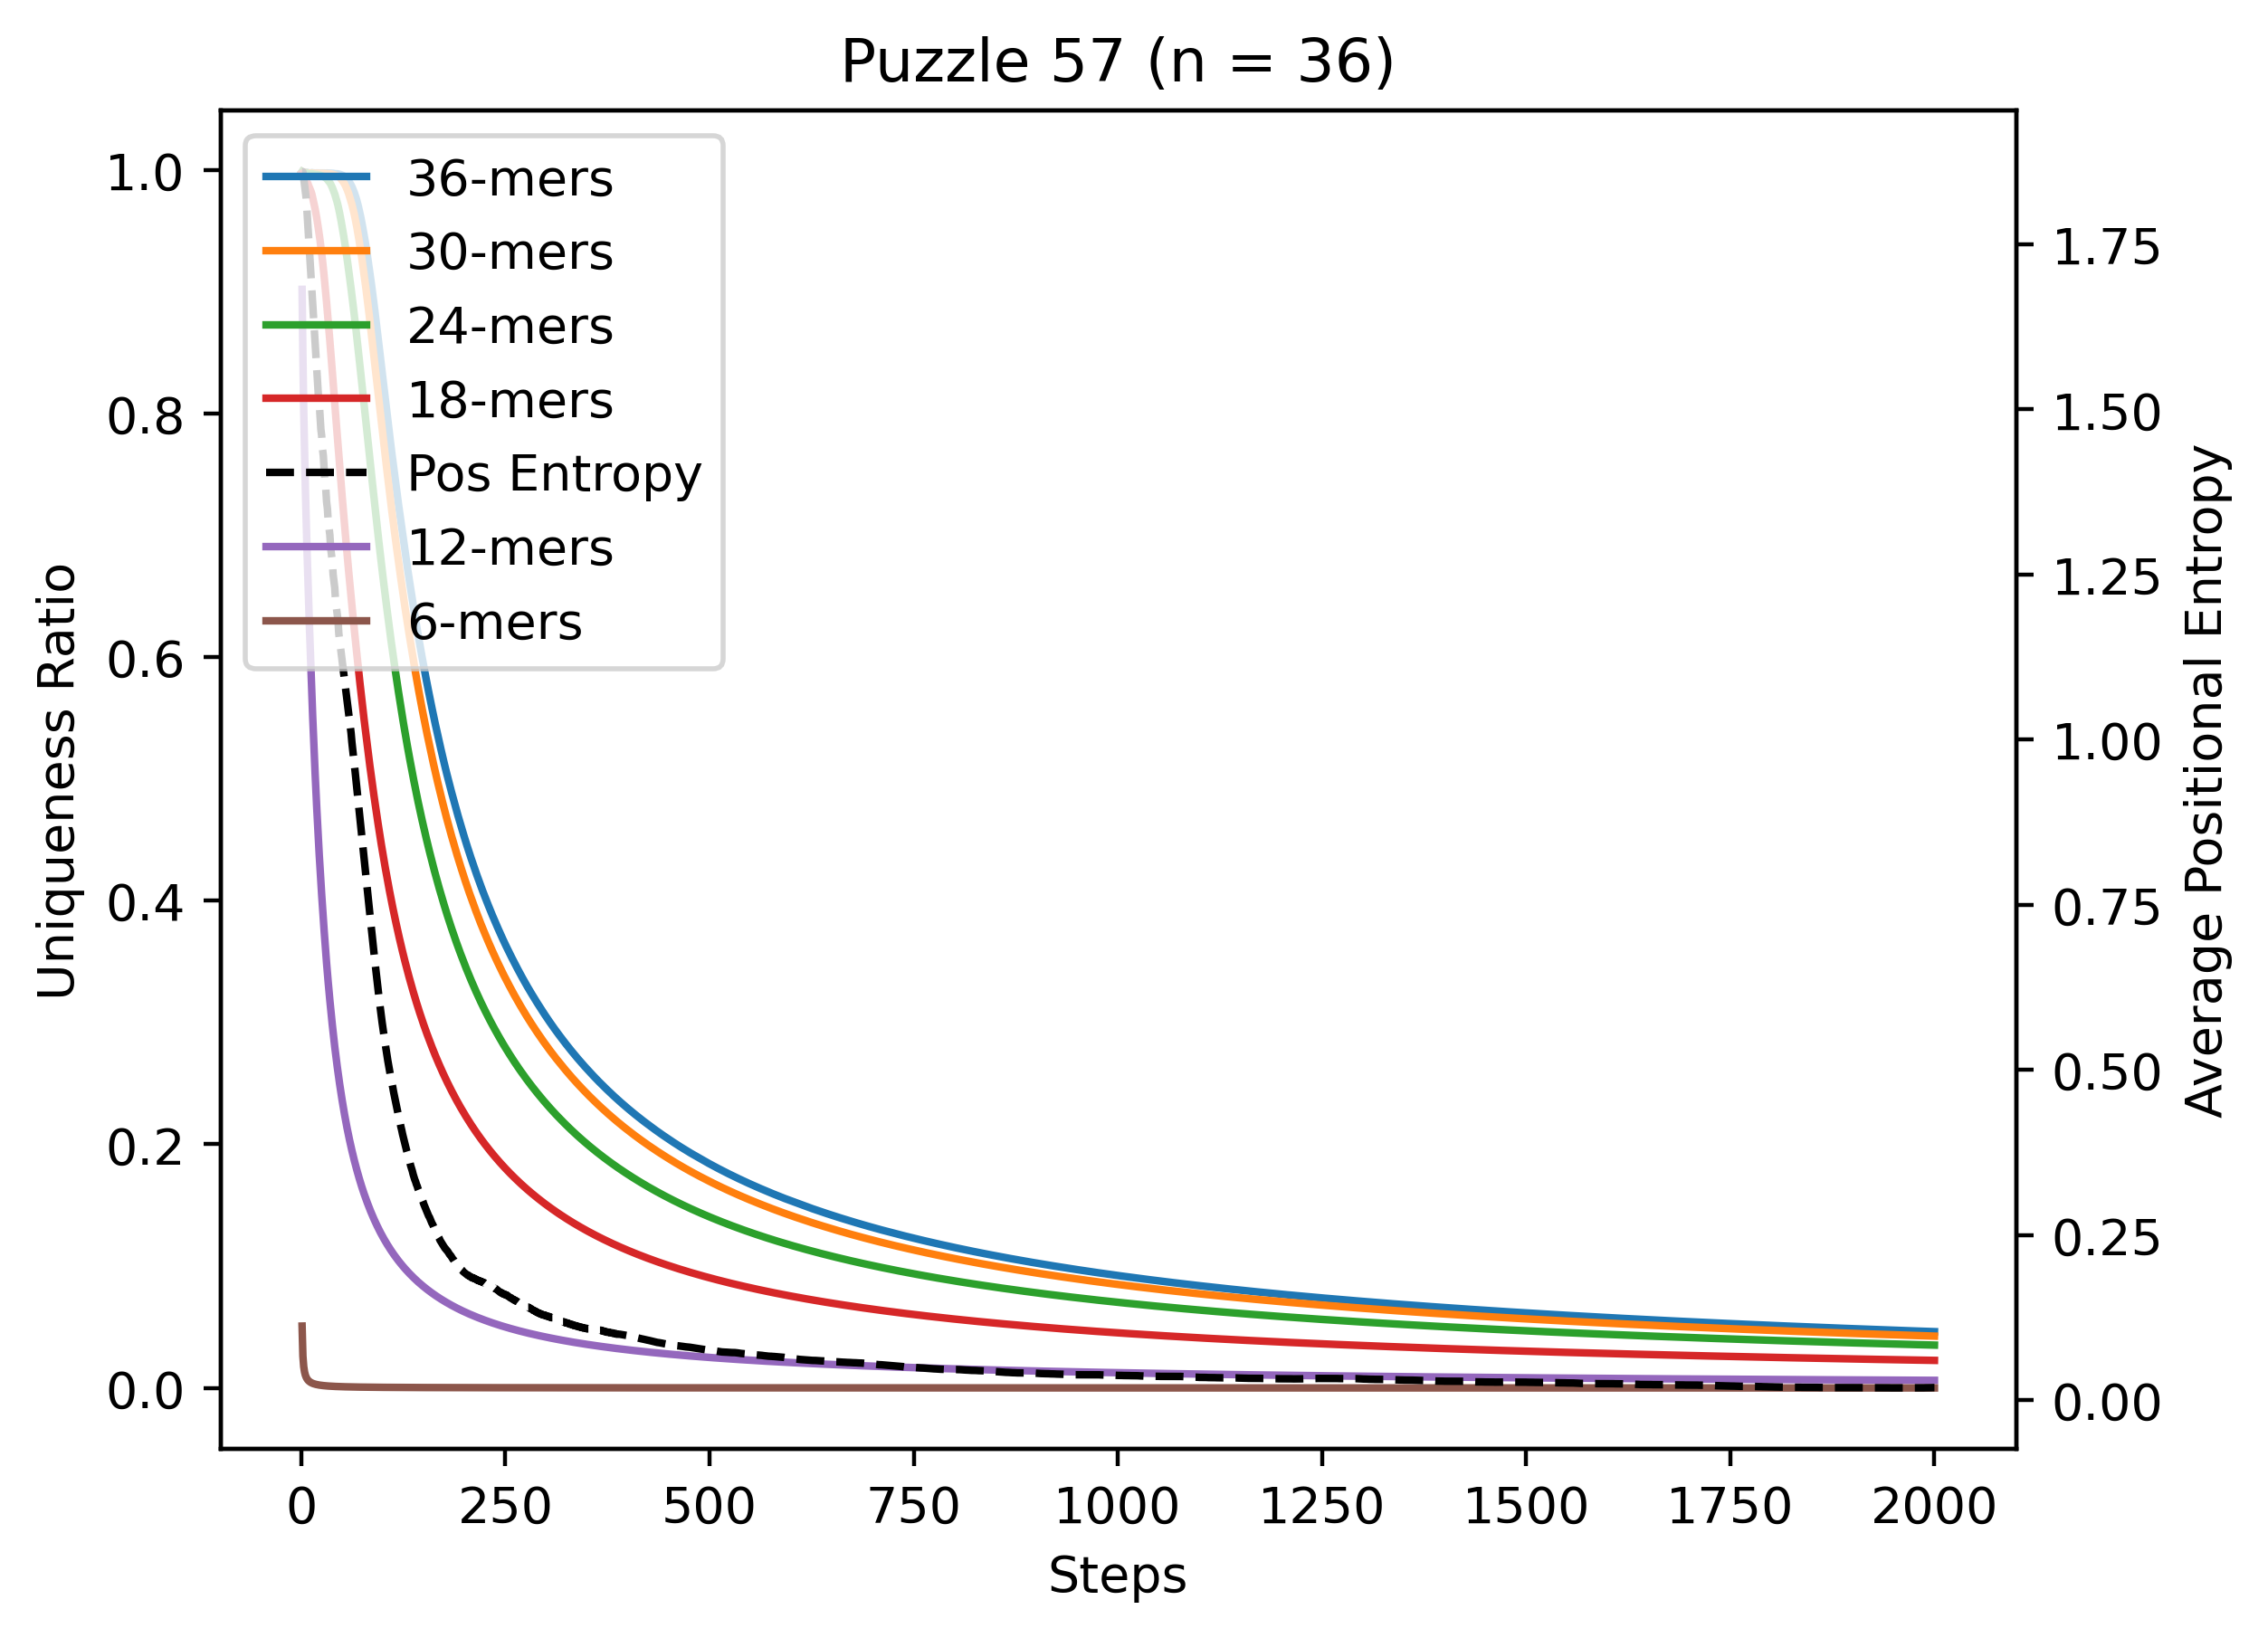 Puzzle 57 (n = 36)
1.0
0.8
0.6
0.4
0.2
0.0
Uniqueness Ratio
36-mers
30-mers
24-mers
18-mers
Pos Entropy
12-mers
6-mers
1.75
1.50
1.25
1.00
0.75
0.50
0.25
0.00
Average Positional Entropy
0 250 500 750 1000 1250 1500 1750 2000
Steps